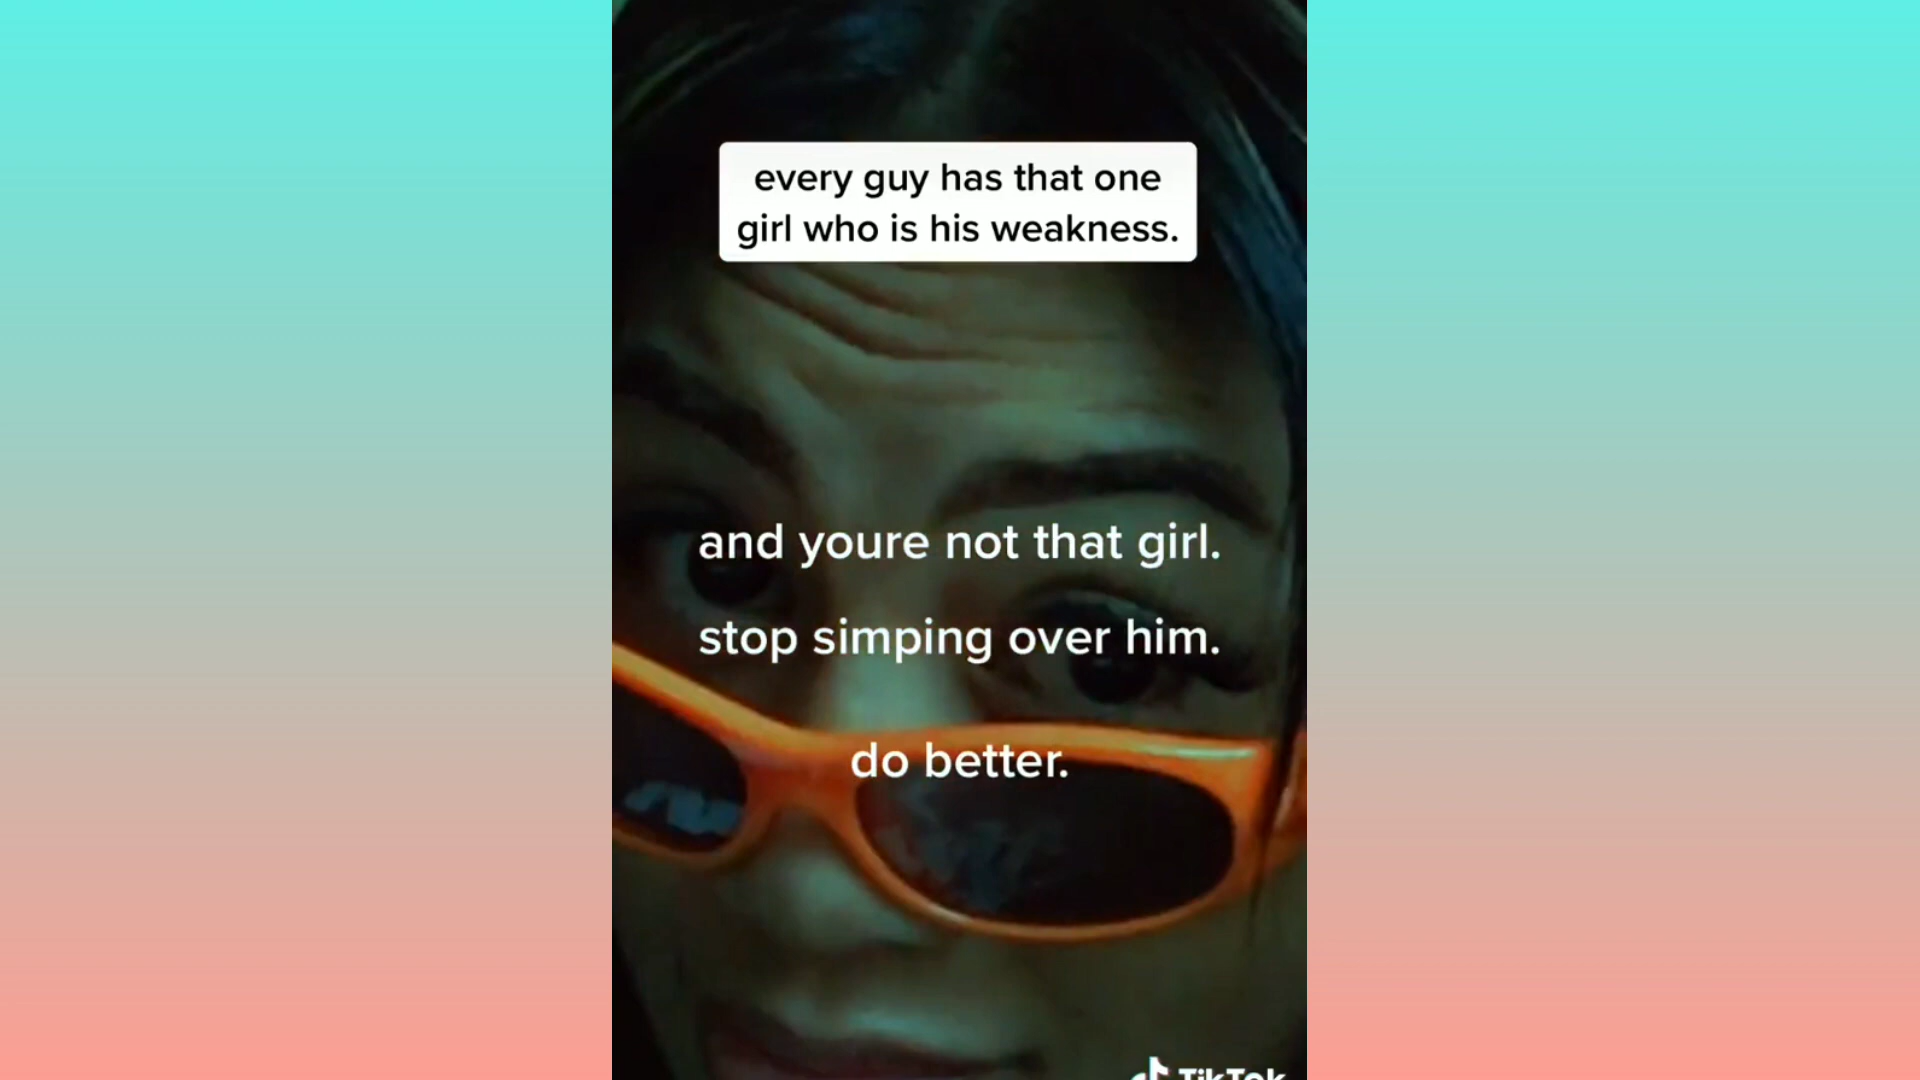 every guy has that one
girl who is his weakness.
and youre not that girl.
stop simping over him.
do better.
TikTok